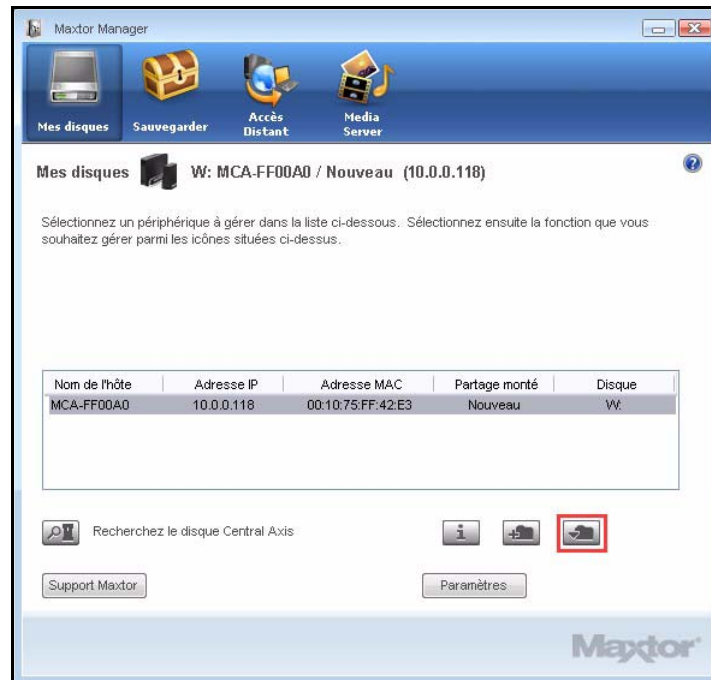 Maxtor Manager
Mes disques
Sauvegarder
Accès
Distant
Media
Server
Mes disques W: MCA-FF00A0 / Nouveau (10.0.0.118)
Sélectionnez un périphérique à gérer dans la liste ci-dessous. Sélectionnez ensuite la fonction que vous
souhaitez gérer parmi les icônes situées ci-dessus.
Nom de l'hôte Adresse IP Adresse MAC Partage monté Disque
MCA-FF00A0 10.0.0.118 00:10:75:FF:42:E3 Nouveau W:
Recherchez le disque Central Axis
Support Maxtor Paramètres
Maxtor